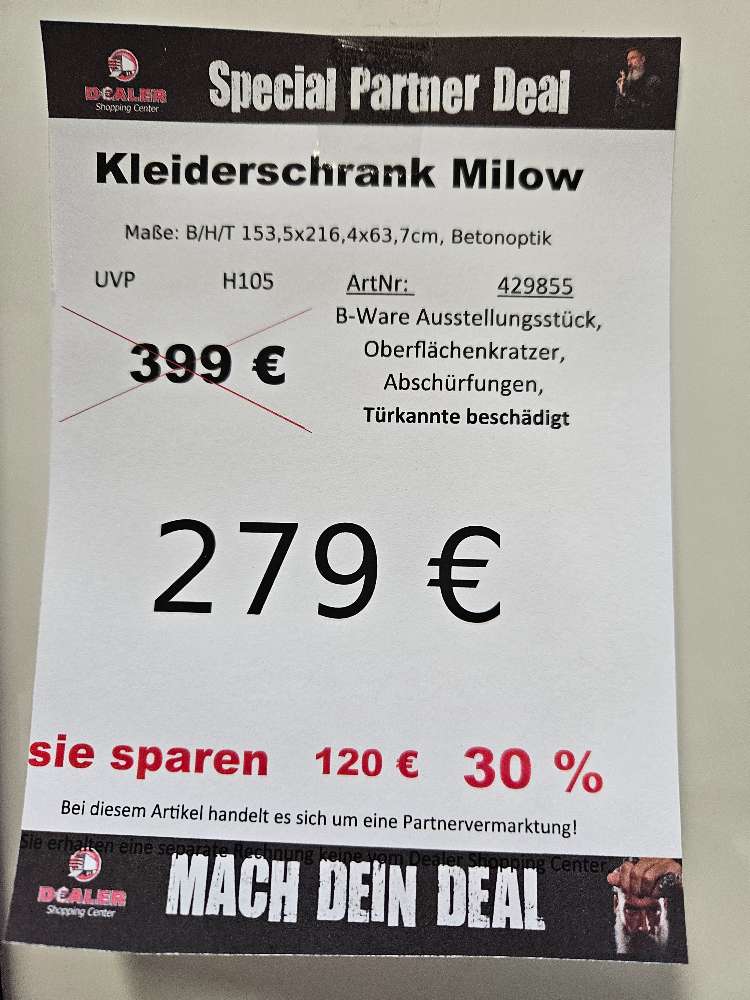 DEALER
Shopping Center
Special Partner Deal
Kleiderschrank Milow
Maße: B/H/T 153,5x216,4x63,7cm, Betonoptik
UVP H105 ArtNr: 429855
399 €
B-Ware Ausstellungsstück,
Oberflächenkratzer,
Abschürfungen,
Türkannte beschädigt
279 €
sie sparen 120 € 30 %
Bei diesem Artikel handelt es sich um eine Partnervermarktung!
Sie erhalten eine separate Rechnung keine vom Dealer Shopping Center
D€ALER
Shopping Center
MACH DEIN DEAL